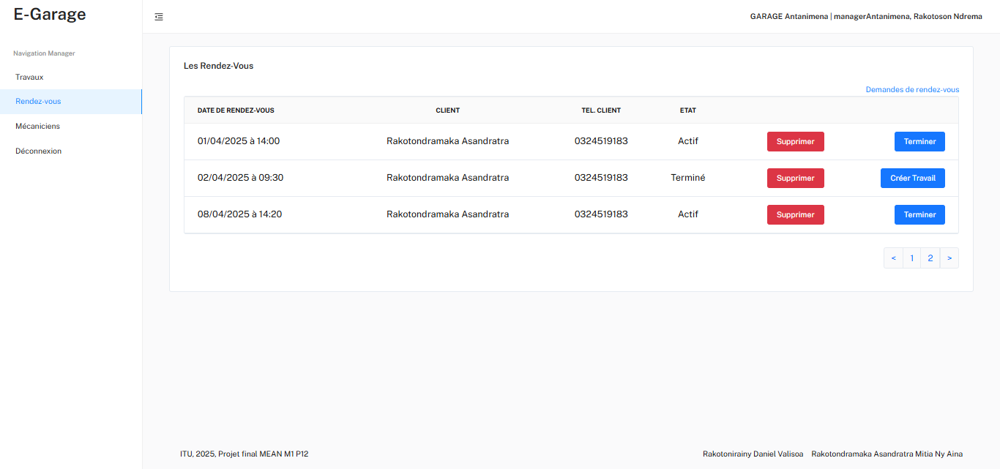 E-Garage
GARAGE Antanimena | managerAntanimena, Rakotoson Ndrema
Navigation Manager
Travaux
Rendez-vous
Mécaniciens
Déconnexion
Les Rendez-Vous
Demandes de rendez-vous
DATE DE RENDEZ-VOUS CLIENT TEL. CLIENT ETAT
01/04/2025 à 14:00 Rakotondramaka Asandratra 0324519183 Actif Supprimer Terminer
02/04/2025 à 09:30 Rakotondramaka Asandratra 0324519183 Terminé Supprimer Créer Travail
08/04/2025 à 14:20 Rakotondramaka Asandratra 0324519183 Actif Supprimer Terminer
< 1 2 >
ITU, 2025, Projet final MEAN M1 P12 Rakotonirainy Daniel Valisoa Rakotondramaka Asandratra Mitia Ny Aina